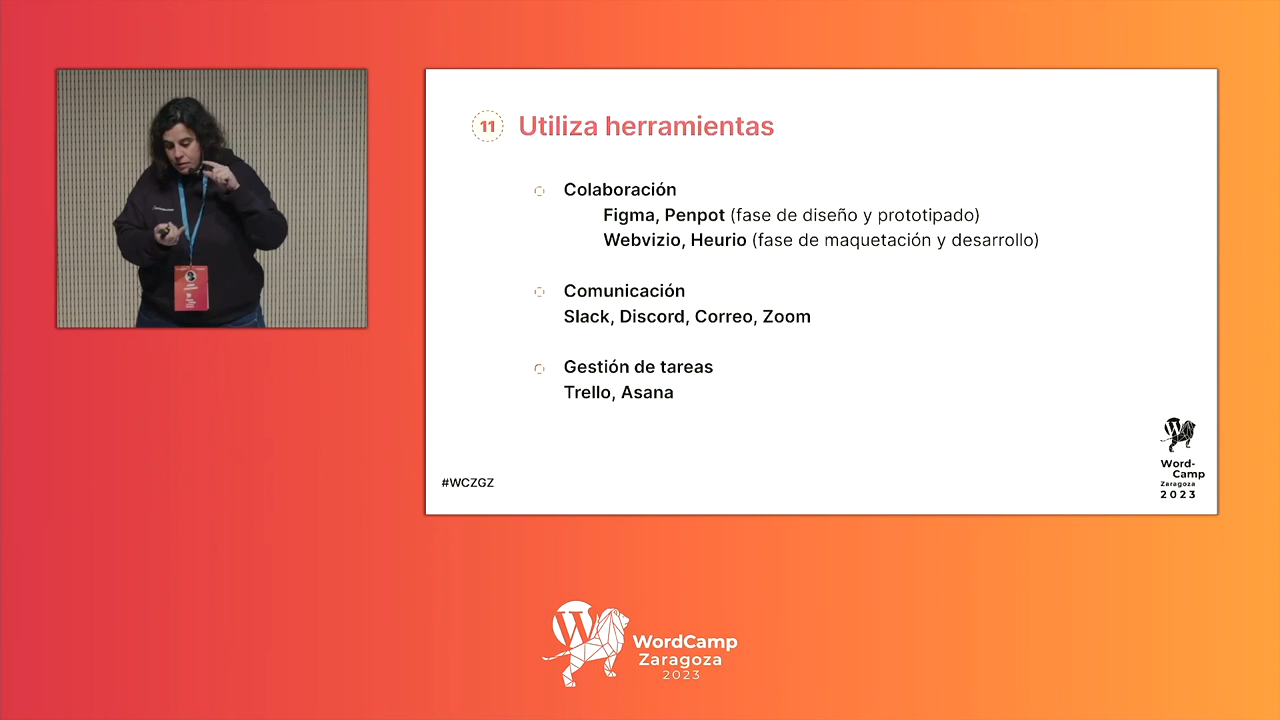 11 Utiliza herramientas
Colaboración
Figma, Penpot (fase de diseño y prototipado)
Webvizio, Heurio (fase de maquetación y desarrollo)
Comunicación
Slack, Discord, Correo, Zoom
Gestión de tareas
Trello, Asana
#WCZGZ
Word-
Camp
Zaragoza
2023
WordCamp
Zaragoza
2023